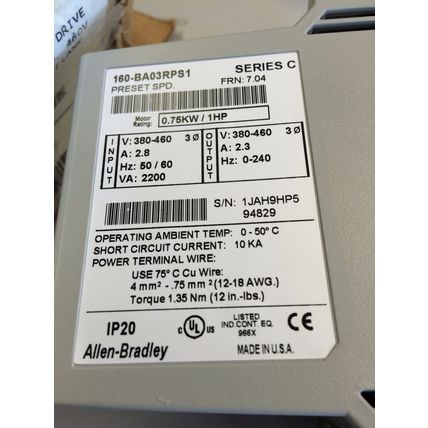 DRIVE
160-BA03RPS1 SERIES C
PRESET SPD. FRN: 7.04
Motor Rating: 0.75KW / 1HP
INPUT
V: 380-460 3Ø
A: 2.8
Hz: 50 / 60
VA: 2200
OUTPUT
V: 380-460 3Ø
A: 2.3
Hz: 0-240
S/N: 1JAH9HP5
94829
OPERATING AMBIENT TEMP: 0 - 50° C
SHORT CIRCUIT CURRENT: 10 KA
POWER TERMINAL WIRE:
USE 75° C Cu Wire:
4 mm² - .75 mm² (12-18 AWG.)
Torque 1.35 Nm (12 in.-lbs.)
IP20
c UL us
LISTED
IND.CONT. EQ.
966X
CE
Allen-Bradley MADE IN U.S.A.